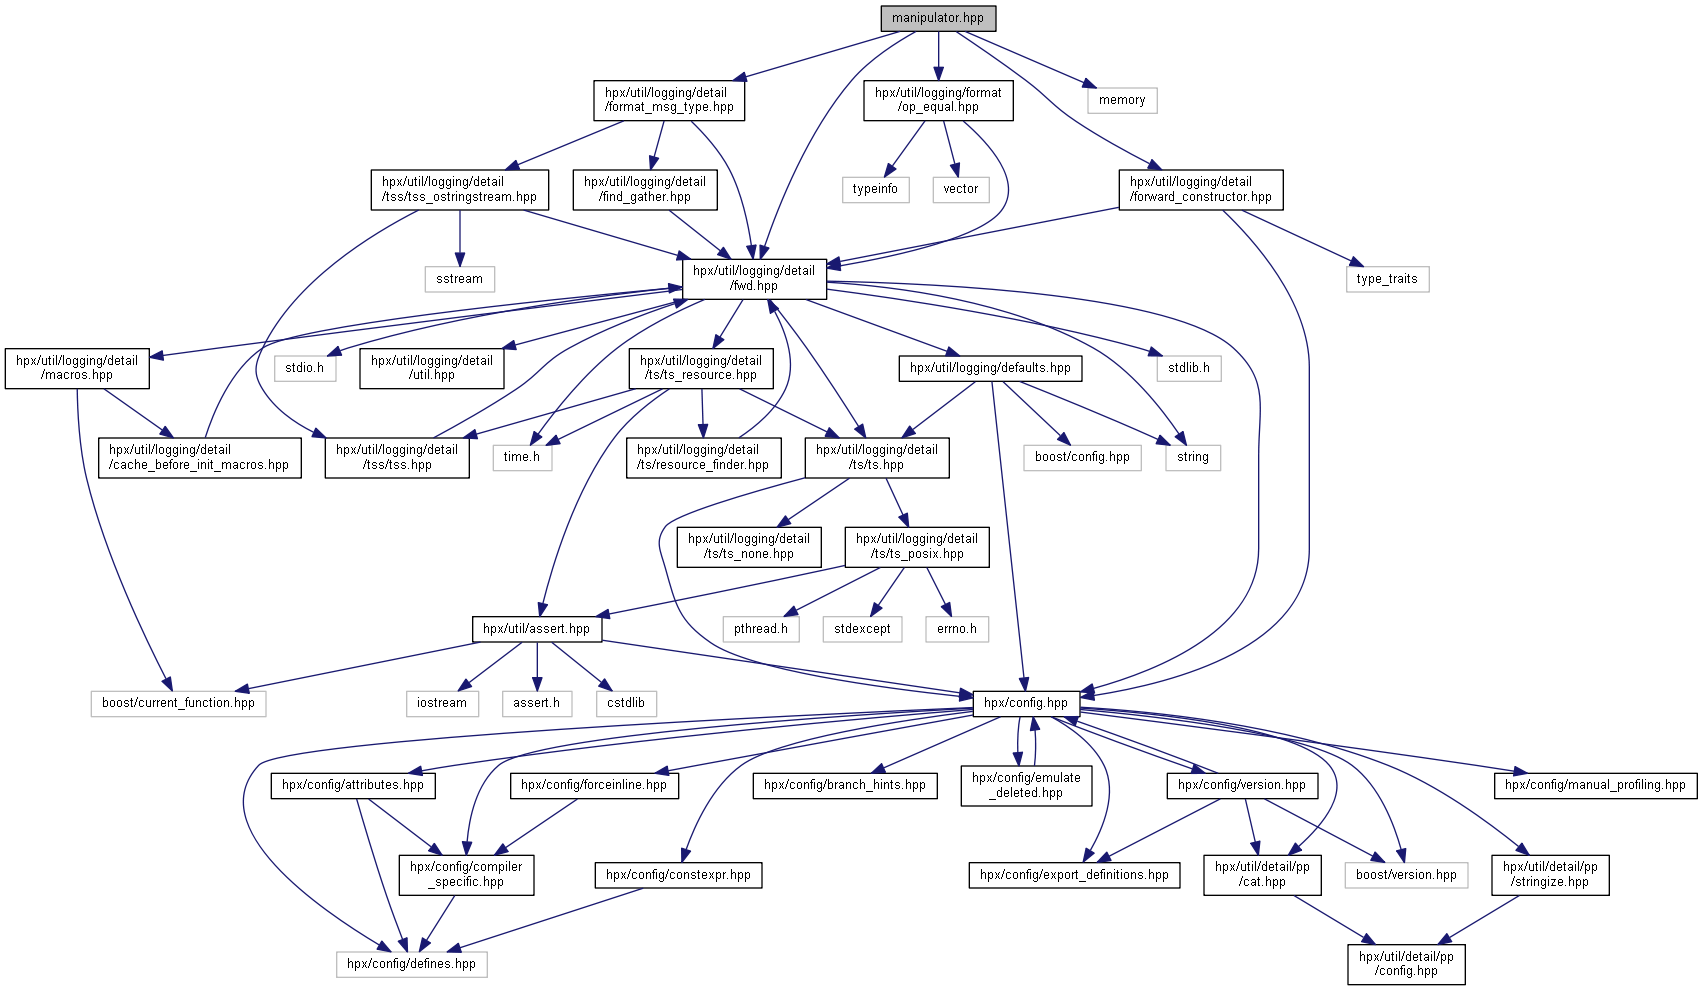 manipulator.hpp
hpx/util/logging/detail
/format_msg_type.hpp
hpx/util/logging/format
/op_equal.hpp
memory
hpx/util/logging/detail
/tss/tss_ostringstream.hpp
hpx/util/logging/detail
/find_gather.hpp
typeinfo
vector
hpx/util/logging/detail
/forward_constructor.hpp
sstream
hpx/util/logging/detail
/fwd.hpp
type_traits
hpx/util/logging/detail
/macros.hpp
stdio.h
hpx/util/logging/detail
/util.hpp
hpx/util/logging/detail
/ts/ts_resource.hpp
hpx/util/logging/defaults.hpp
stdlib.h
hpx/util/logging/detail
/cache_before_init_macros.hpp
hpx/util/logging/detail
/tss/tss.hpp
time.h
hpx/util/logging/detail
/ts/resource_finder.hpp
hpx/util/logging/detail
/ts/ts.hpp
boost/config.hpp
string
hpx/util/logging/detail
/ts/ts_none.hpp
hpx/util/logging/detail
/ts/ts_posix.hpp
hpx/util/assert.hpp
pthread.h
stdexcept
errno.h
boost/current_function.hpp
iostream
assert.h
cstdlib
hpx/config.hpp
hpx/config/attributes.hpp
hpx/config/forceinline.hpp
hpx/config/branch_hints.hpp
hpx/config/emulate
_deleted.hpp
hpx/config/version.hpp
hpx/config/manual_profiling.hpp
hpx/config/compiler
_specific.hpp
hpx/config/constexpr.hpp
hpx/config/export_definitions.hpp
hpx/util/detail/pp
/cat.hpp
boost/version.hpp
hpx/util/detail/pp
/stringize.hpp
hpx/config/defines.hpp
hpx/util/detail/pp
/config.hpp